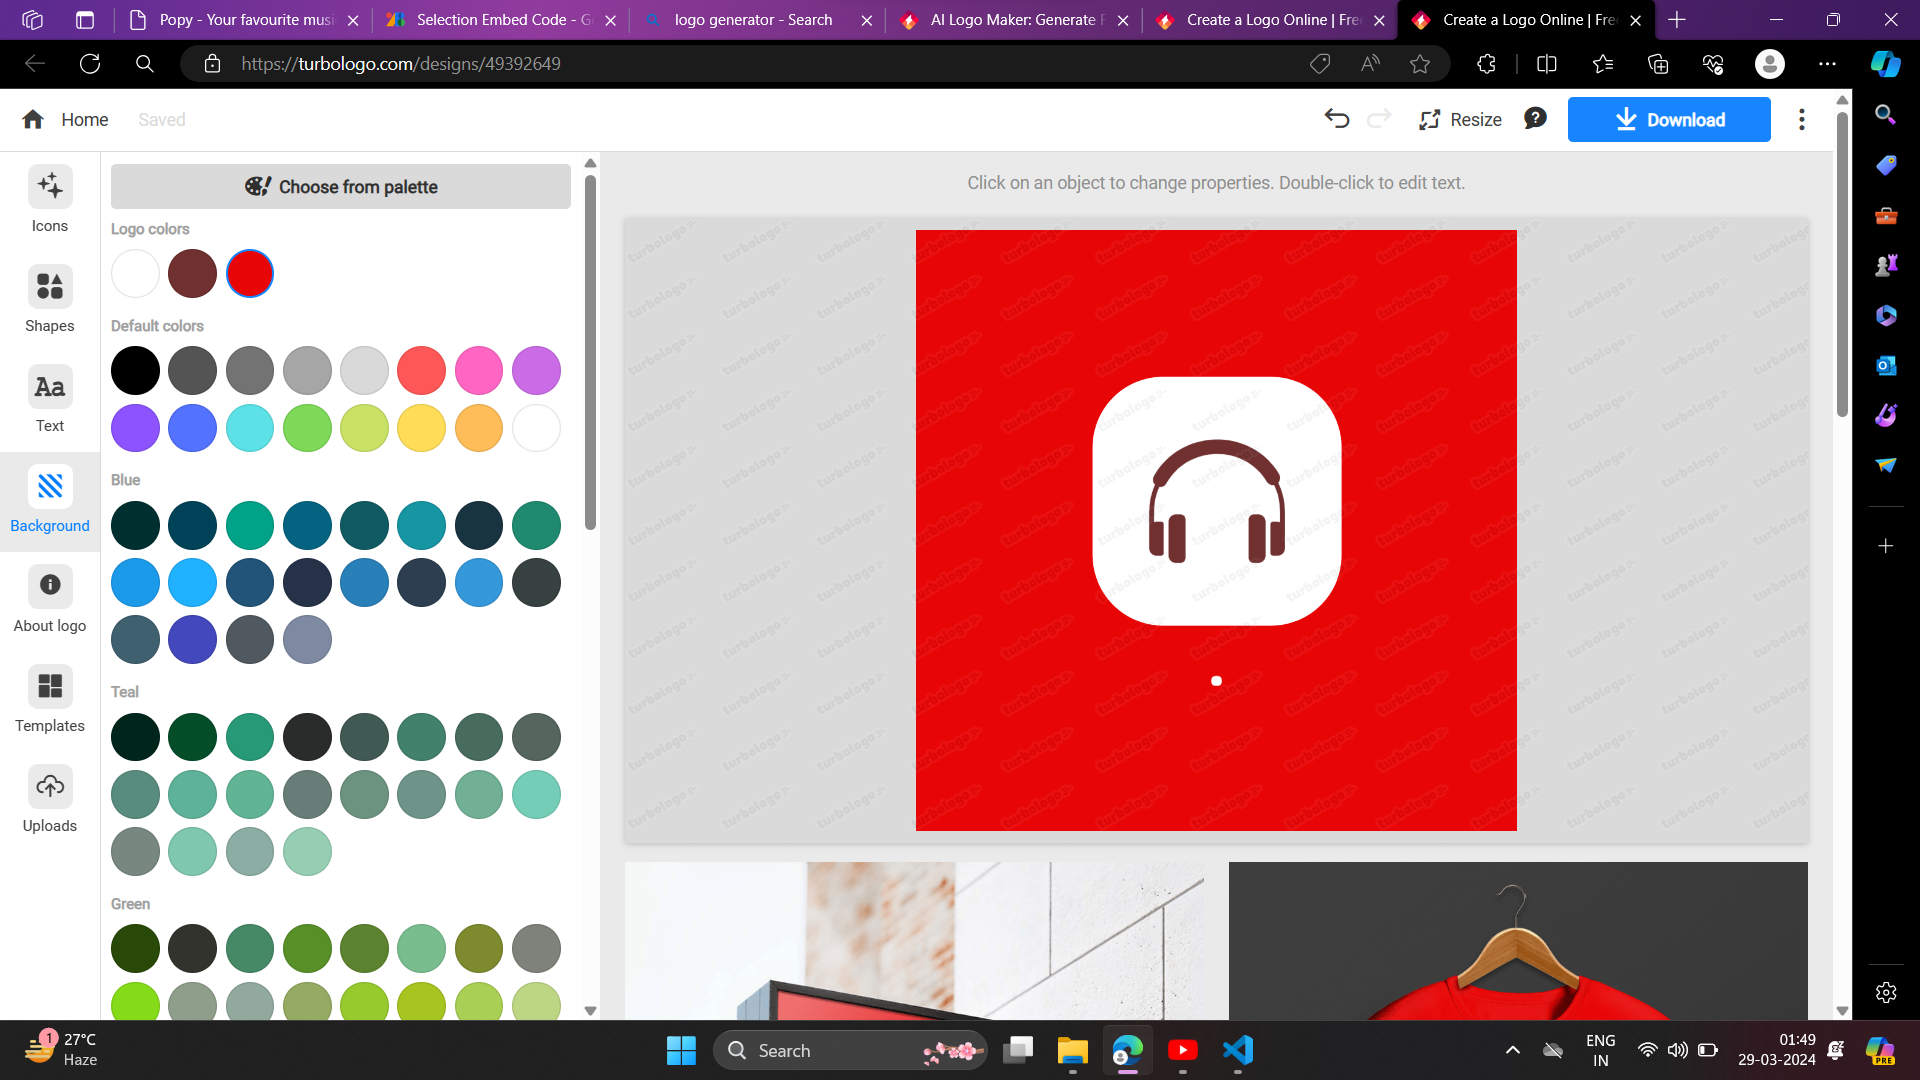 Popy - Your favourite musi
Selection Embed Code - G
logo generator - Search
AI Logo Maker: Generate F
Create a Logo Online | Fre
Create a Logo Online | Fre
https://turbologo.com/designs/49392649
Home
Saved
Resize
Download
Icons
Shapes
Aa
Text
Background
About logo
Templates
Uploads
Choose from palette
Logo colors
Default colors
Blue
Teal
Green
Click on an object to change properties. Double-click to edit text.
turbologo
1
27°C
Haze
Search
ENG
IN
01:49
29-03-2024
PRE